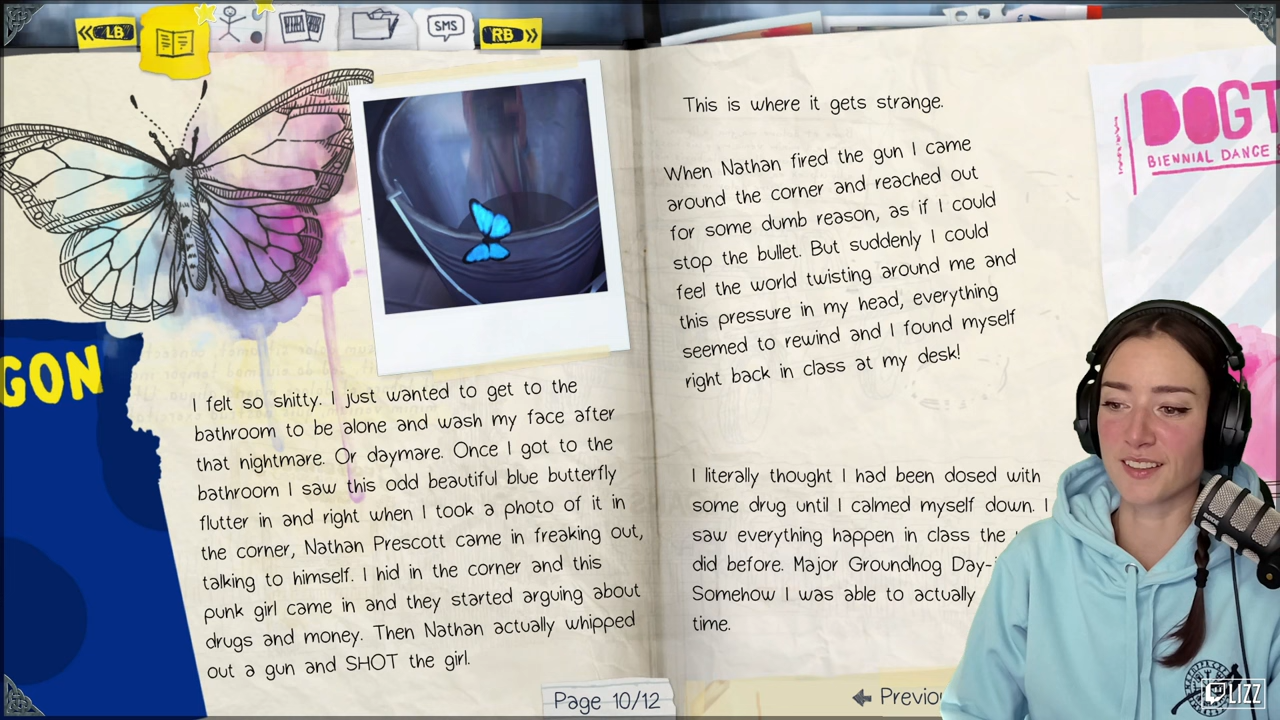 LB
SMS
RB
GON
I felt so shitty. I just wanted to get to the
bathroom to be alone and wash my face after
that nightmare. Or daymare. Once I got to the
bathroom I saw this odd beautiful blue butterfly
flutter in and right when I took a photo of it in
the corner, Nathan Prescott came in freaking out,
talking to himself. I hid in the corner and this
punk girl came in and they started arguing about
drugs and money. Then Nathan actually whipped
out a gun and SHOT the girl.
Page 10/12
This is where it gets strange.
When Nathan fired the gun I came
around the corner and reached out
for some dumb reason, as if I could
stop the bullet. But suddenly I could
feel the world twisting around me and
this pressure in my head, everything
seemed to rewind and I found myself
right back in class at my desk!
I literally thought I had been dosed with
some drug until I calmed myself down. I
saw everything happen in class the
did before. Major Groundhog Day-
Somehow I was able to actually
time.
Previo
DOGT
BIENNIAL DANCE
LIZZ